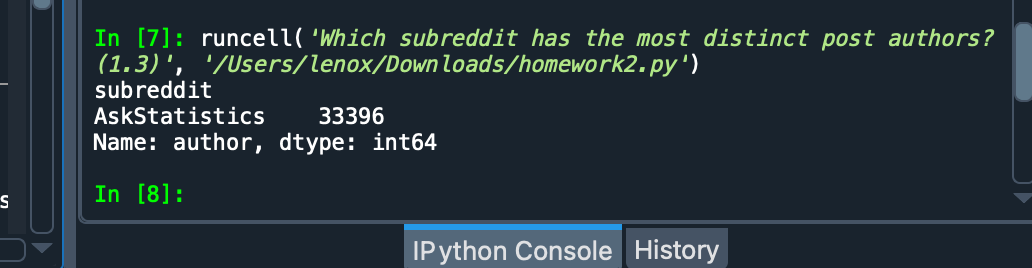 In [7]: runcell('Which subreddit has the most distinct post authors?
(1.3)', '/Users/lenox/Downloads/homework2.py')
subreddit
AskStatistics    33396
Name: author, dtype: int64
In [8]:
s
IPython Console
History